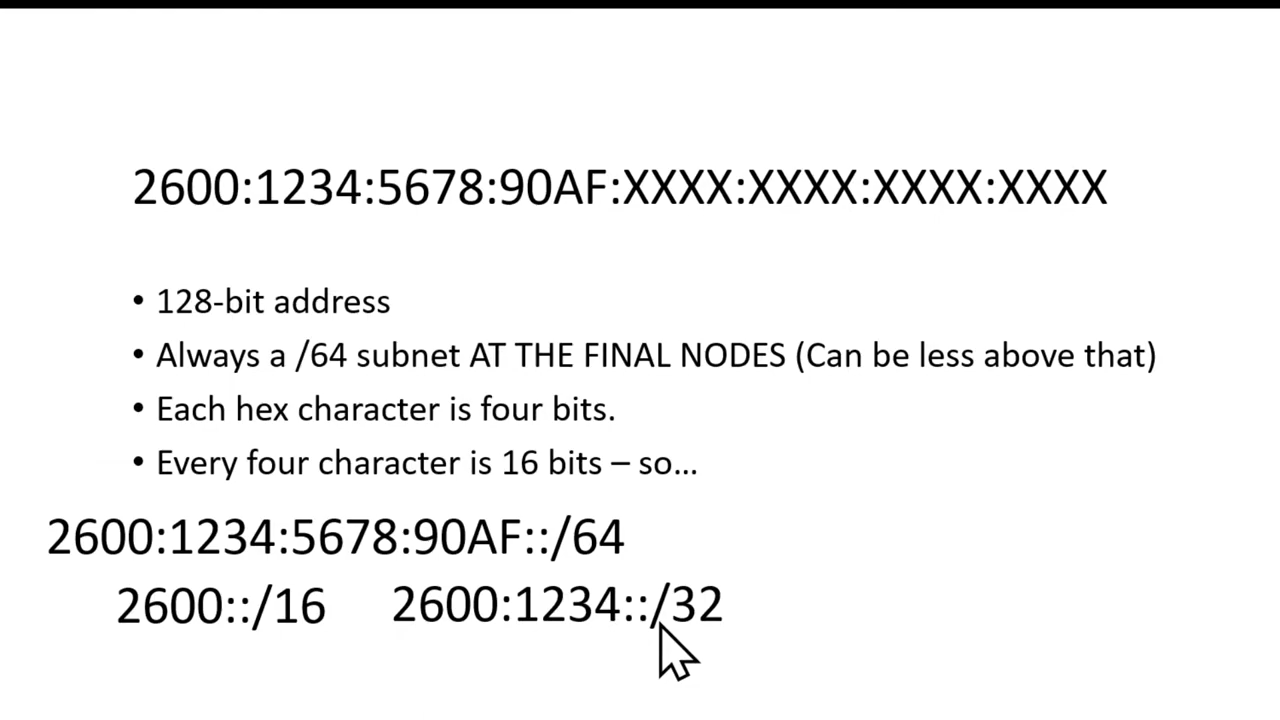 2600:1234:5678:90AF:XXXX:XXXX:XXXX:XXXX
• 128-bit address
• Always a /64 subnet AT THE FINAL NODES (Can be less above that)
• Each hex character is four bits.
• Every four character is 16 bits – so…
2600:1234:5678:90AF::/64
2600::/16 2600:1234::/32